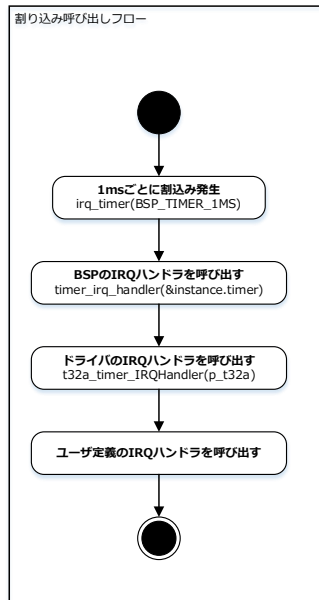 割り込み呼び出しフロー
1msごとに割込み発生
irq_timer(BSP_TIMER_1MS)
BSPのIRQハンドラを呼び出す
timer_irq_handler(&instance.timer)
ドライバのIRQハンドラを呼び出す
t32a_timer_IRQHandler(p_t32a)
ユーザ定義のIRQハンドラを呼び出す